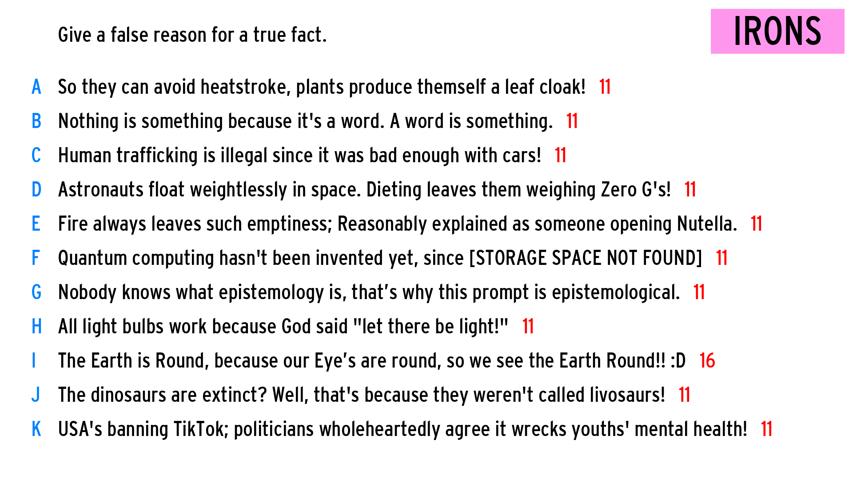 Give a false reason for a true fact.
IRONS
A So they can avoid heatstroke, plants produce themself a leaf cloak! 11
B Nothing is something because it's a word. A word is something. 11
C Human trafficking is illegal since it was bad enough with cars! 11
D Astronauts float weightlessly in space. Dieting leaves them weighing Zero G's! 11
E Fire always leaves such emptiness; Reasonably explained as someone opening Nutella. 11
F Quantum computing hasn't been invented yet, since [STORAGE SPACE NOT FOUND] 11
G Nobody knows what epistemology is, that’s why this prompt is epistemological. 11
H All light bulbs work because God said "let there be light!" 11
I The Earth is Round, because our Eye’s are round, so we see the Earth Round!! :D 16
J The dinosaurs are extinct? Well, that's because they weren't called livosaurs! 11
K USA's banning TikTok; politicians wholeheartedly agree it wrecks youths' mental health! 11